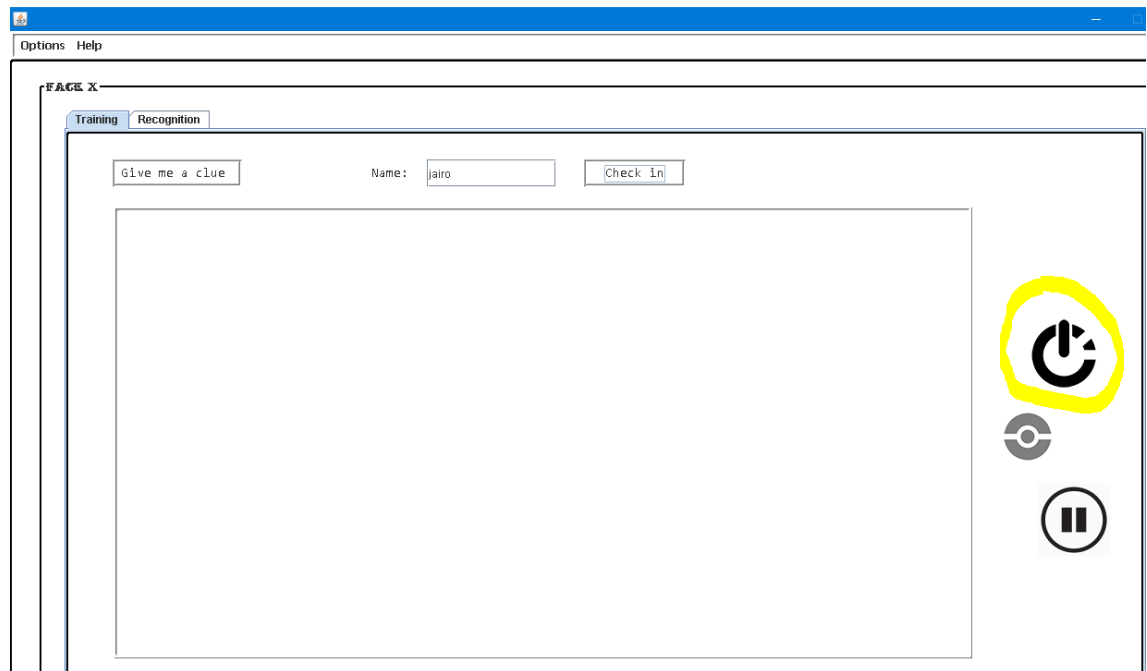 Options Help
FACE X
Training Recognition
Give me a clue Name: jairo Check in